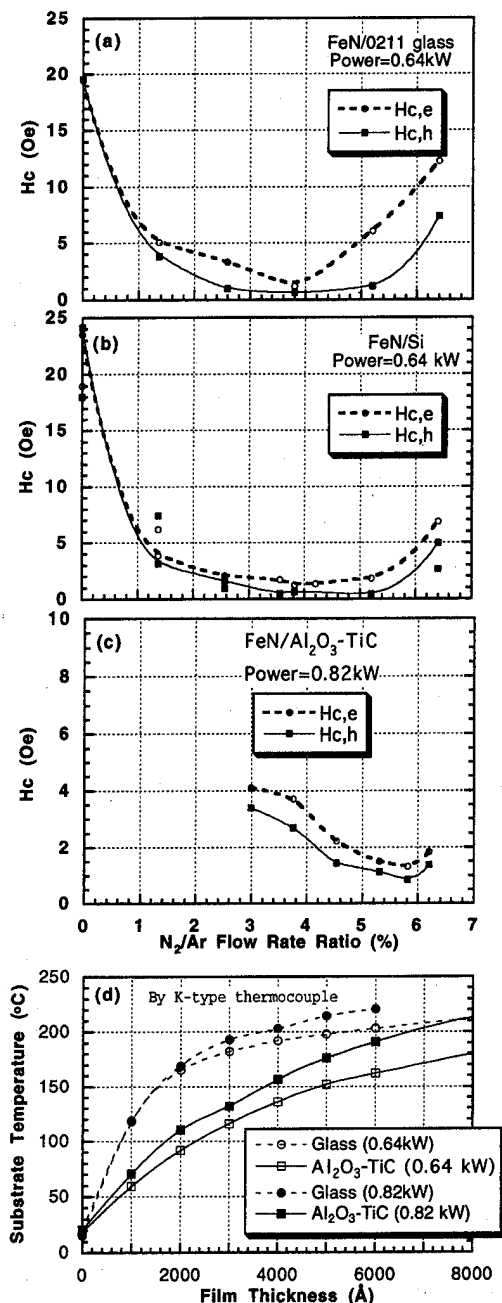 25
(a)
FeN/0211 glass
Power=0.64kW
20
Hc,e
Hc,h
15
Hc (Oe)
10
5
0
25
(b)
FeN/Si
Power=0.64 kW
20
Hc,e
Hc,h
15
Hc (Oe)
10
5
0
10
(c)
FeN/Al₂O₃-TiC
Power=0.82kW
8
Hc,e
Hc,h
6
Hc (Oe)
4
2
0
0 1 2 3 4 5 6 7
N₂/Ar Flow Rate Ratio (%)
(d)
By K-type thermocouple
250
200
150
100
50
0
Substrate Temperature (°C)
Glass (0.64kW)
Al₂O₃-TiC (0.64 kW)
Glass (0.82kW)
Al₂O₃-TiC (0.82 kW)
0 2000 4000 6000 8000
Film Thickness (Å)